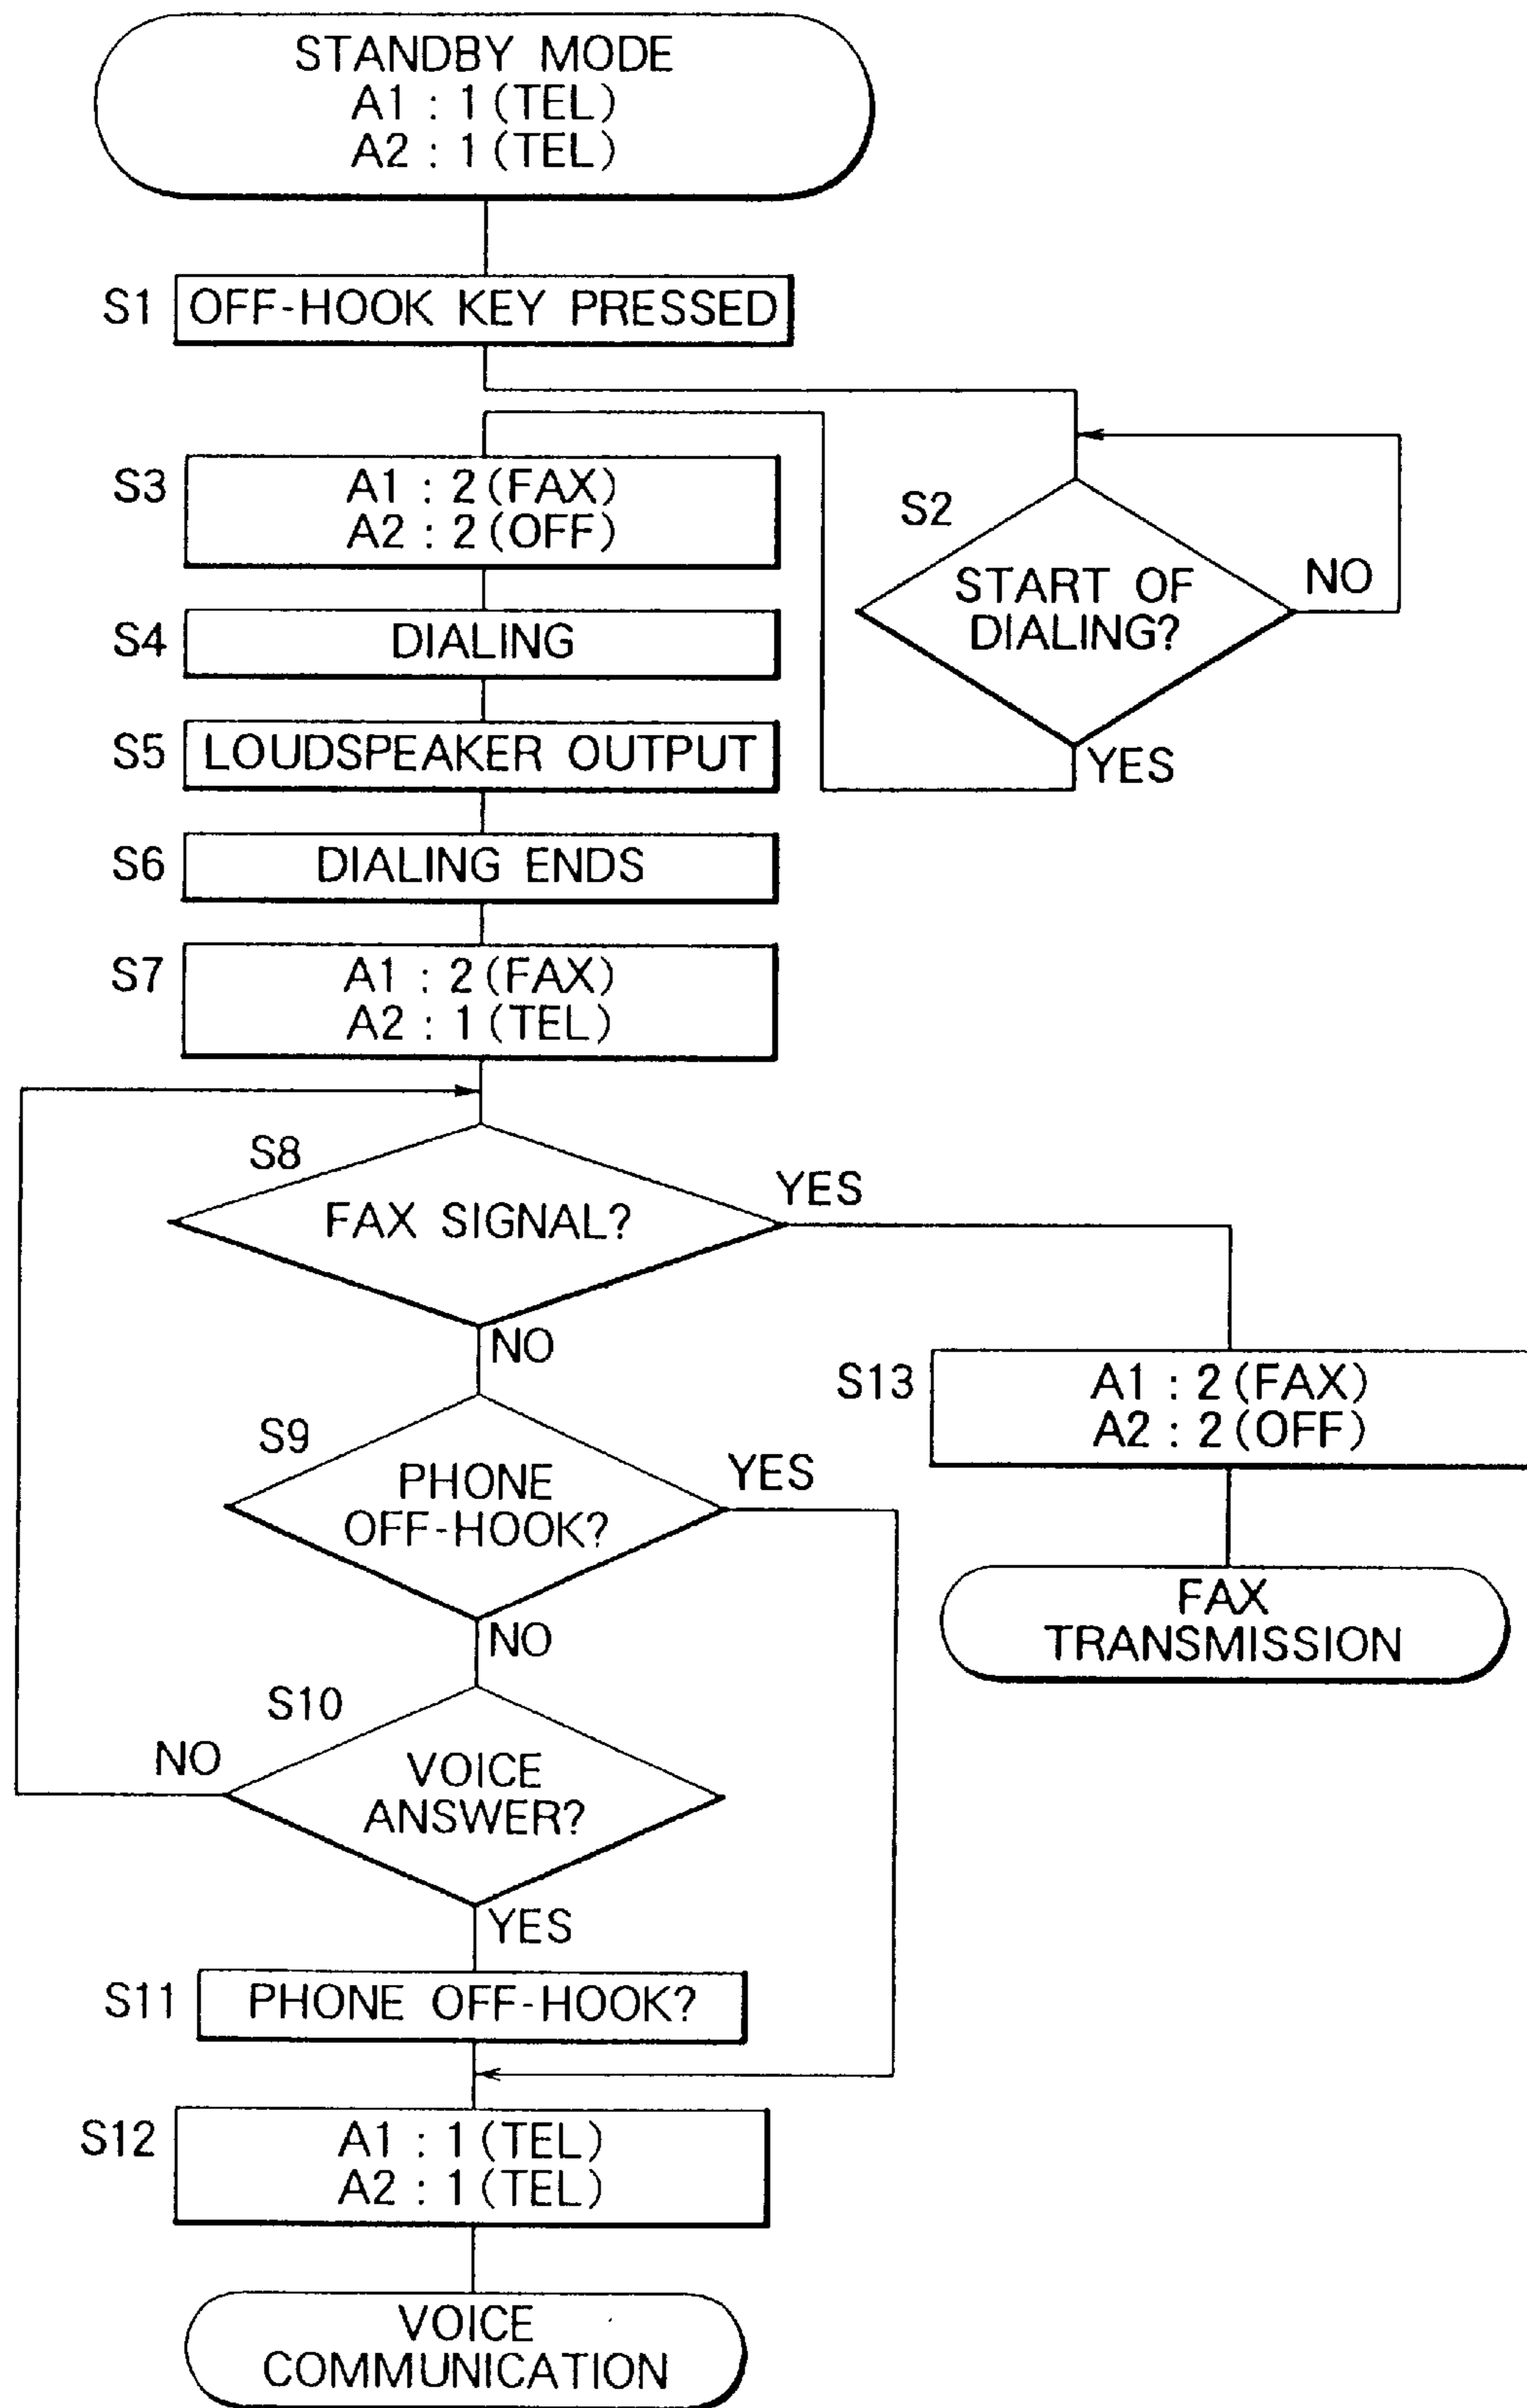 STANDBY MODE
A1 : 1 (TEL)
A2 : 1 (TEL)
S1 OFF-HOOK KEY PRESSED
S2
START OF
DIALING?
NO
YES
S3
A1 : 2 (FAX)
A2 : 2 (OFF)
S4 DIALING
S5 LOUDSPEAKER OUTPUT
S6 DIALING ENDS
S7
A1 : 2 (FAX)
A2 : 1 (TEL)
S8
FAX SIGNAL?
YES
NO
S13
A1 : 2 (FAX)
A2 : 2 (OFF)
FAX
TRANSMISSION
S9
PHONE
OFF-HOOK?
YES
NO
S10
VOICE
ANSWER?
NO
YES
S11 PHONE OFF-HOOK?
S12
A1 : 1 (TEL)
A2 : 1 (TEL)
VOICE
COMMUNICATION